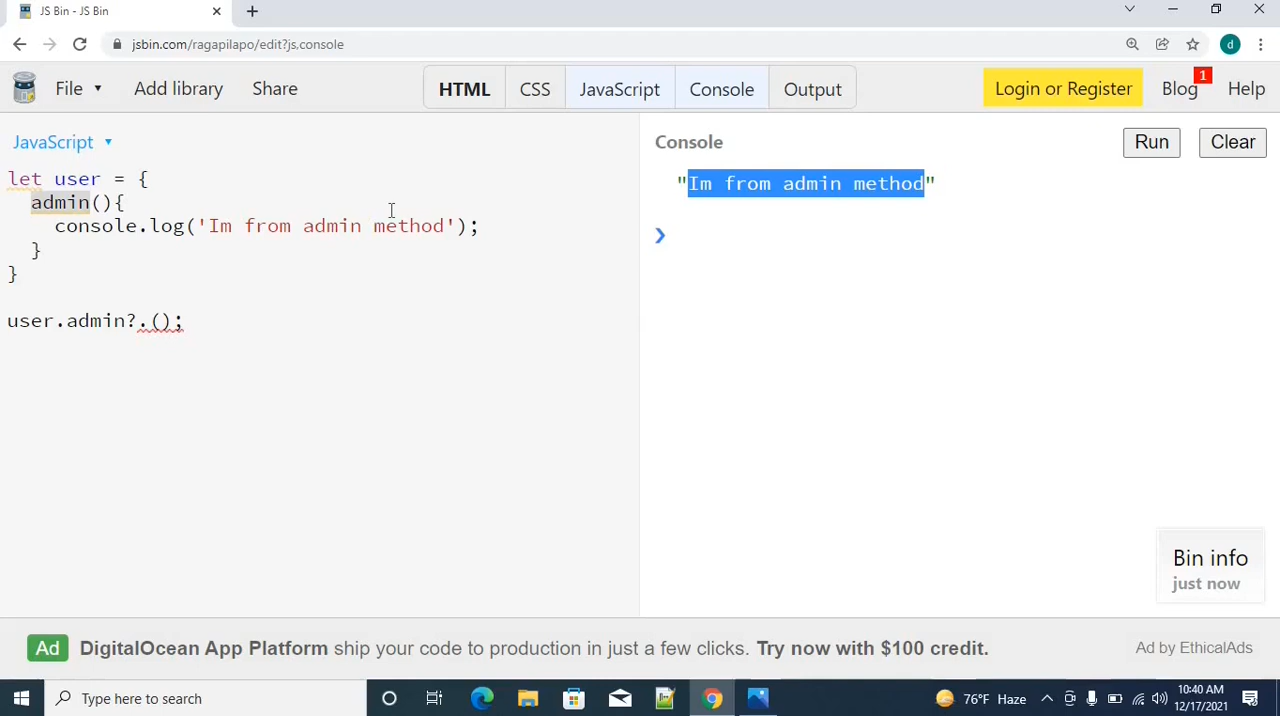 JS Bin - JS Bin
jsbin.com/ragapilapo/edit?js,console
d
File Add library Share HTML CSS JavaScript Console Output Login or Register Blog 1 Help
JavaScript
let user = {
admin(){
console.log('Im from admin method');
}
}
user.admin?.();
Console Run Clear
"Im from admin method"
Bin info
just now
Ad DigitalOcean App Platform ship your code to production in just a few clicks. Try now with $100 credit. Ad by EthicalAds
Type here to search
76°F Haze
10:40 AM
12/17/2021